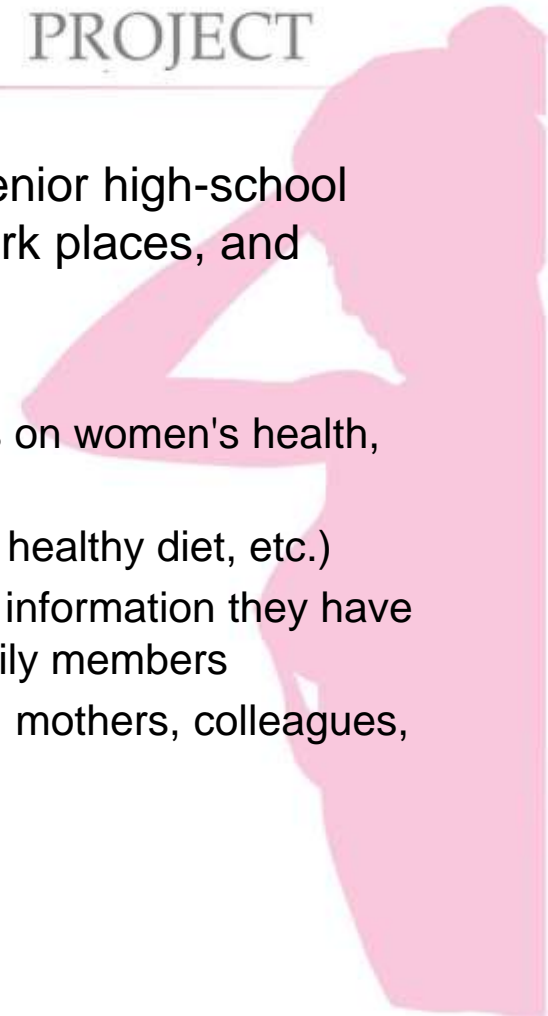 PROJECT
enior high-school
rk places, and
on women's health,
healthy diet, etc.)
information they have
ily members
mothers, colleagues,